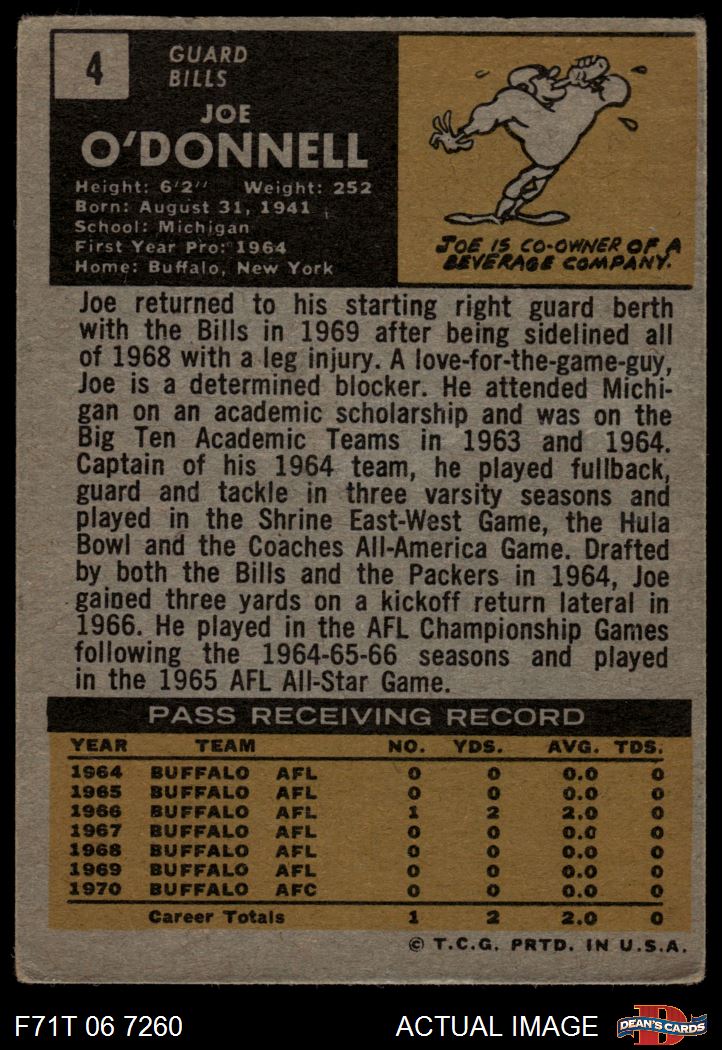 4
GUARD
BILLS
JOE
O'DONNELL
Height: 6'2" Weight: 252
Born: August 31, 1941
School: Michigan
First Year Pro: 1964
Home: Buffalo, New York
JOE IS CO-OWNER OF A
BEVERAGE COMPANY.
Joe returned to his starting right guard berth
with the Bills in 1969 after being sidelined all
of 1968 with a leg injury. A love-for-the-game-guy,
Joe is a determined blocker. He attended Michi-
gan on an academic scholarship and was on the
Big Ten Academic Teams in 1963 and 1964.
Captain of his 1964 team, he played fullback,
guard and tackle in three varsity seasons and
played in the Shrine East-West Game, the Hula
Bowl and the Coaches All-America Game. Drafted
by both the Bills and the Packers in 1964, Joe
gained three yards on a kickoff return lateral in
1966. He played in the AFL Championship Games
following the 1964-65-66 seasons and played
in the 1965 AFL All-Star Game.
PASS RECEIVING RECORD
YEAR TEAM NO. YDS. AVG. TDS.
1964 BUFFALO AFL 0 0 0.0 0
1965 BUFFALO AFL 0 0 0.0 0
1966 BUFFALO AFL 1 2 2.0 0
1967 BUFFALO AFL 0 0 0.0 0
1968 BUFFALO AFL 0 0 0.0 0
1969 BUFFALO AFL 0 0 0.0 0
1970 BUFFALO AFC 0 0 0.0 0
Career Totals 1 2 2.0 0
© T.C.G. PRTD. IN U.S.A.
F71T 06 7260 ACTUAL IMAGE D DEAN'S CARDS